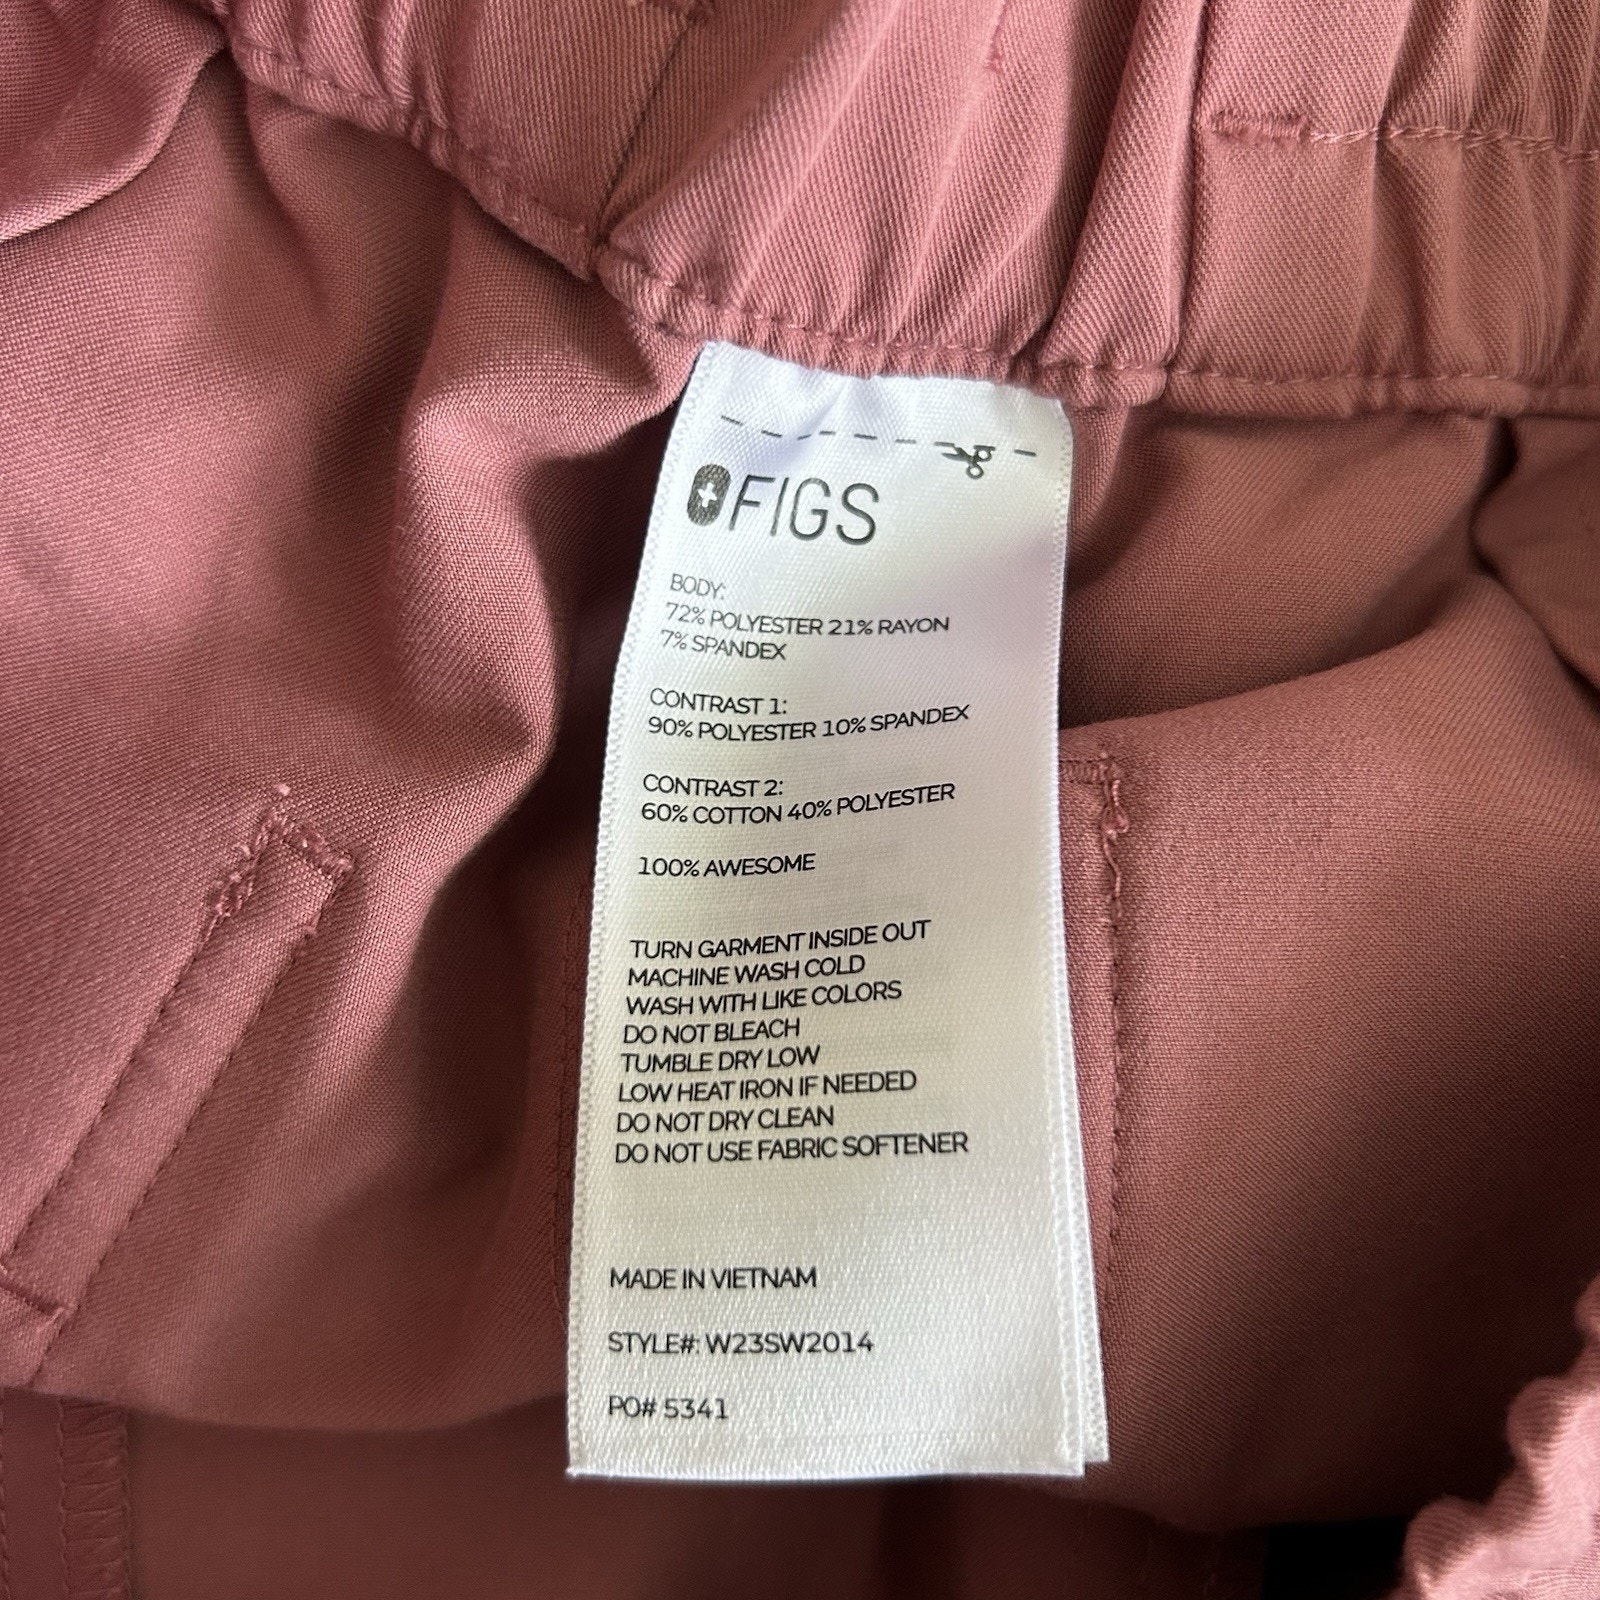 FIGS
BODY:
72% POLYESTER 21% RAYON
7% SPANDEX
CONTRAST 1:
90% POLYESTER 10% SPANDEX
CONTRAST 2:
60% COTTON 40% POLYESTER
100% AWESOME
TURN GARMENT INSIDE OUT
MACHINE WASH COLD
WASH WITH LIKE COLORS
DO NOT BLEACH
TUMBLE DRY LOW
LOW HEAT IRON IF NEEDED
DO NOT DRY CLEAN
DO NOT USE FABRIC SOFTENER
MADE IN VIETNAM
STYLE#: W23SW2014
PO# 5341